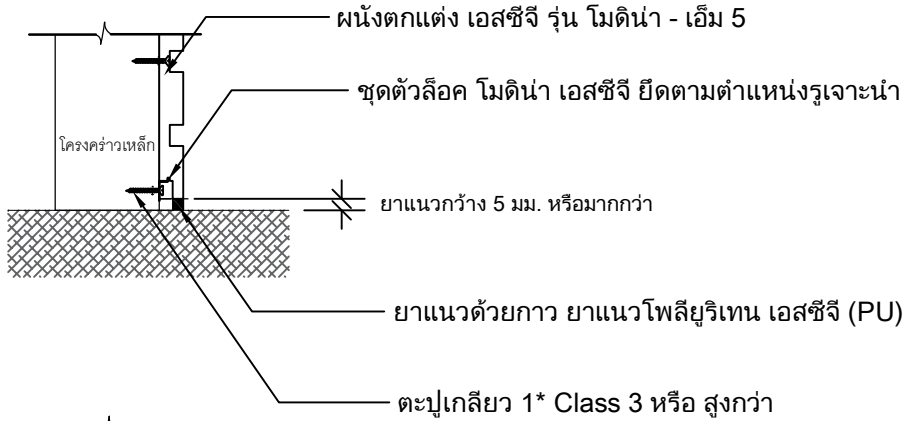 ผนังตกแต่ง เอสซีจี รุ่น โมดิน่า - เอ็ม 5
ชุดตัวล็อค โมดิน่า เอสซีจี ยึดตามตำแหน่งรูเจาะนำ
โครงคร่าวเหล็ก
ยาแนวกว้าง 5 มม. หรือมากกว่า
ยาแนวด้วยกาว ยาแนวโพลียูริเทน เอสซีจี (PU)
ตะปูเกลียว 1* Class 3 หรือ สูงกว่า